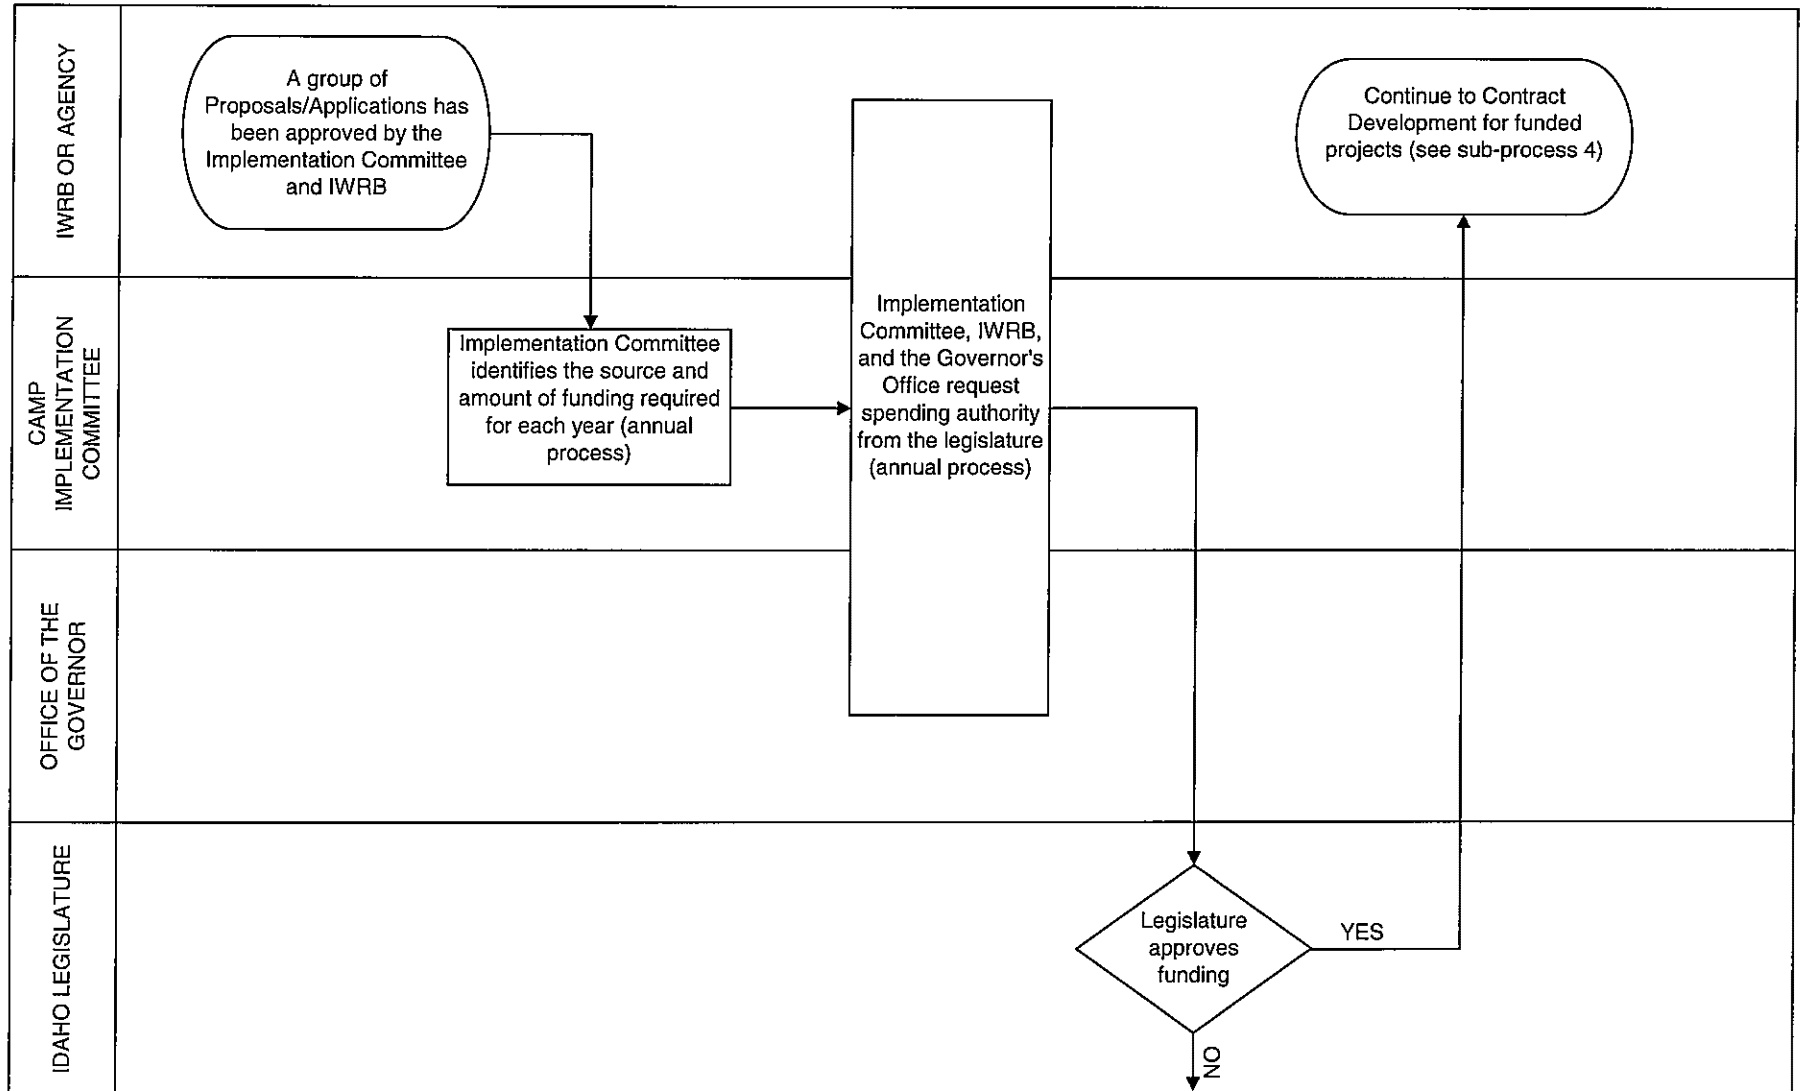 IWRB OR AGENCY
A group of
Proposals/Applications has
been approved by the
Implementation Committee
and IWRB
Continue to Contract
Development for funded
projects (see sub-process 4)
CAMP
IMPLEMENTATION
COMMITTEE
Implementation Committee
identifies the source and
amount of funding required
for each year (annual
process)
Implementation
Committee, IWRB,
and the Governor's
Office request
spending authority
from the legislature
(annual process)
OFFICE OF THE
GOVERNOR
IDAHO LEGISLATURE
Legislature
approves
funding
YES
NO